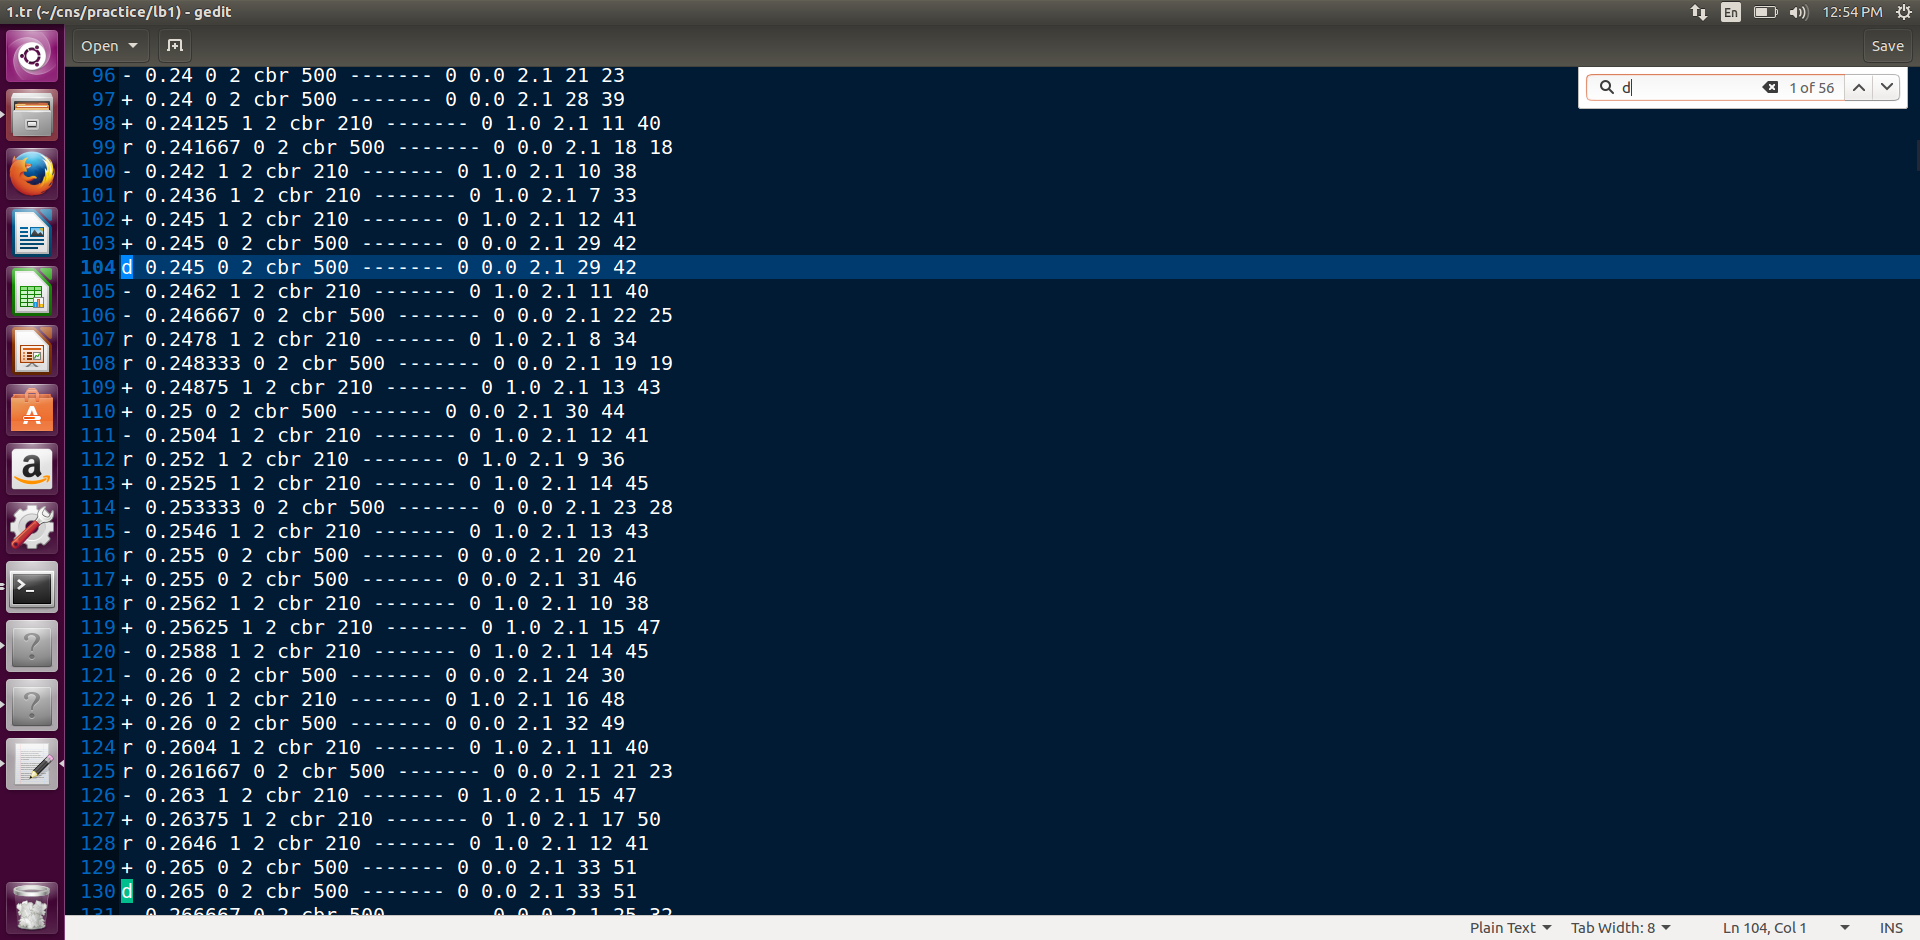 1.tr (~/cns/practice/lb1) - gedit
En
12:54 PM
Open
Save
d
1 of 56
96 - 0.24 0 2 cbr 500 ------- 0 0.0 2.1 21 23
97 + 0.24 0 2 cbr 500 ------- 0 0.0 2.1 28 39
98 + 0.24125 1 2 cbr 210 ------- 0 1.0 2.1 11 40
99 r 0.241667 0 2 cbr 500 ------- 0 0.0 2.1 18 18
100 - 0.242 1 2 cbr 210 ------- 0 1.0 2.1 10 38
101 r 0.2436 1 2 cbr 210 ------- 0 1.0 2.1 7 33
102 + 0.245 1 2 cbr 210 ------- 0 1.0 2.1 12 41
103 + 0.245 0 2 cbr 500 ------- 0 0.0 2.1 29 42
104 d 0.245 0 2 cbr 500 ------- 0 0.0 2.1 29 42
105 - 0.2462 1 2 cbr 210 ------- 0 1.0 2.1 11 40
106 - 0.246667 0 2 cbr 500 ------- 0 0.0 2.1 22 25
107 r 0.2478 1 2 cbr 210 ------- 0 1.0 2.1 8 34
108 r 0.248333 0 2 cbr 500 ------- 0 0.0 2.1 19 19
109 + 0.24875 1 2 cbr 210 ------- 0 1.0 2.1 13 43
110 + 0.25 0 2 cbr 500 ------- 0 0.0 2.1 30 44
111 - 0.2504 1 2 cbr 210 ------- 0 1.0 2.1 12 41
112 r 0.252 1 2 cbr 210 ------- 0 1.0 2.1 9 36
113 + 0.2525 1 2 cbr 210 ------- 0 1.0 2.1 14 45
114 - 0.253333 0 2 cbr 500 ------- 0 0.0 2.1 23 28
115 - 0.2546 1 2 cbr 210 ------- 0 1.0 2.1 13 43
116 r 0.255 0 2 cbr 500 ------- 0 0.0 2.1 20 21
117 + 0.255 0 2 cbr 500 ------- 0 0.0 2.1 31 46
118 r 0.2562 1 2 cbr 210 ------- 0 1.0 2.1 10 38
119 + 0.25625 1 2 cbr 210 ------- 0 1.0 2.1 15 47
120 - 0.2588 1 2 cbr 210 ------- 0 1.0 2.1 14 45
121 - 0.26 0 2 cbr 500 ------- 0 0.0 2.1 24 30
122 + 0.26 1 2 cbr 210 ------- 0 1.0 2.1 16 48
123 + 0.26 0 2 cbr 500 ------- 0 0.0 2.1 32 49
124 r 0.2604 1 2 cbr 210 ------- 0 1.0 2.1 11 40
125 r 0.261667 0 2 cbr 500 ------- 0 0.0 2.1 21 23
126 - 0.263 1 2 cbr 210 ------- 0 1.0 2.1 15 47
127 + 0.26375 1 2 cbr 210 ------- 0 1.0 2.1 17 50
128 r 0.2646 1 2 cbr 210 ------- 0 1.0 2.1 12 41
129 + 0.265 0 2 cbr 500 ------- 0 0.0 2.1 33 51
130 d 0.265 0 2 cbr 500 ------- 0 0.0 2.1 33 51
131 0.266667 0 2 cbr 500 0 0.0 2.1 25 32
Plain Text
Tab Width: 8
Ln 104, Col 1
INS